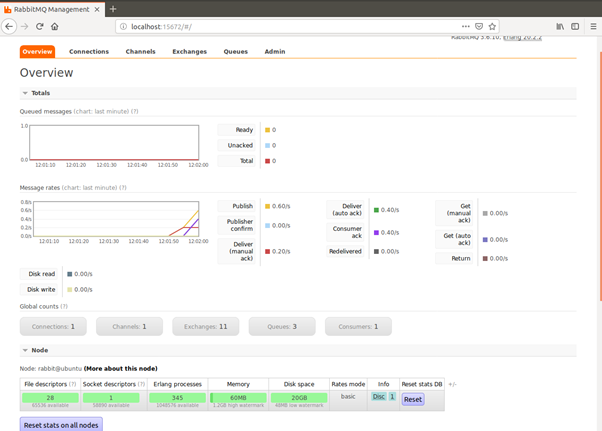 RabbitMQ Management
localhost:15672/#/
RabbitMQ 3.6.10, Erlang 20.2.2
Overview Connections Channels Exchanges Queues Admin
Overview
Totals
Queued messages (chart: last minute) (?)
1.0
0.0
12:01:10 12:01:20 12:01:30 12:01:40 12:01:50 12:02:00
Ready 0
Unacked 0
Total 0
Message rates (chart: last minute) (?)
0.8/s
0.6/s
0.4/s
0.2/s
0.0/s
12:01:10 12:01:20 12:01:30 12:01:40 12:01:50 12:02:00
Publish 0.60/s
Publisher
confirm 0.00/s
Deliver
(manual
ack) 0.20/s
Deliver
(auto ack) 0.40/s
Consumer
ack 0.40/s
Redelivered 0.00/s
Get
(manual
ack) 0.00/s
Get (auto
ack) 0.00/s
Return 0.00/s
Disk read 0.00/s
Disk write 0.00/s
Global counts (?)
Connections: 1 Channels: 1 Exchanges: 11 Queues: 3 Consumers: 1
Node
Node: rabbit@ubuntu (More about this node)
File descriptors (?) Socket descriptors (?) Erlang processes Memory Disk space Rates mode Info Reset stats DB +/-
28 1 345 60MB 20GB basic Disc 1 Reset
65536 available 58890 available 1048576 available 1.2GB high watermark 48MB low watermark
Reset stats on all nodes